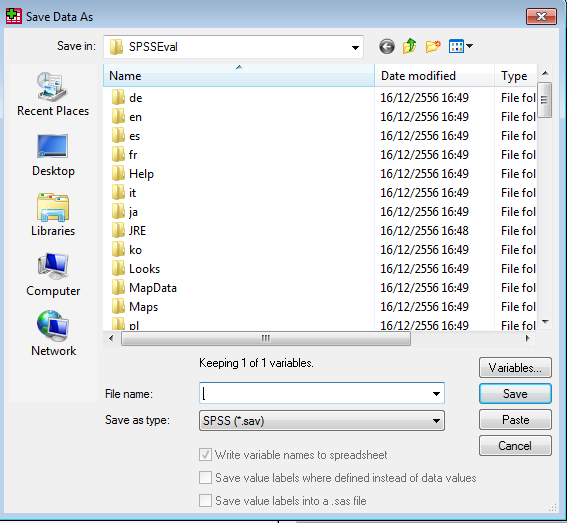 Save Data As
Save in: SPSSEval
Recent Places
Desktop
Libraries
Computer
Network
Name Date modified Type
de 16/12/2556 16:49 File fol
en 16/12/2556 16:49 File fol
es 16/12/2556 16:49 File fol
fr 16/12/2556 16:49 File fol
Help 16/12/2556 16:49 File fol
it 16/12/2556 16:49 File fol
ja 16/12/2556 16:49 File fol
JRE 16/12/2556 16:48 File fol
ko 16/12/2556 16:49 File fol
Looks 16/12/2556 16:49 File fol
MapData 16/12/2556 16:49 File fol
Maps 16/12/2556 16:49 File fol
pl 16/12/2556 16:49 File fol
Keeping 1 of 1 variables.
Variables...
File name:
Save
Save as type: SPSS (*.sav)
Paste
Cancel
Write variable names to spreadsheet
Save value labels where defined instead of data values
Save value labels into a .sas file